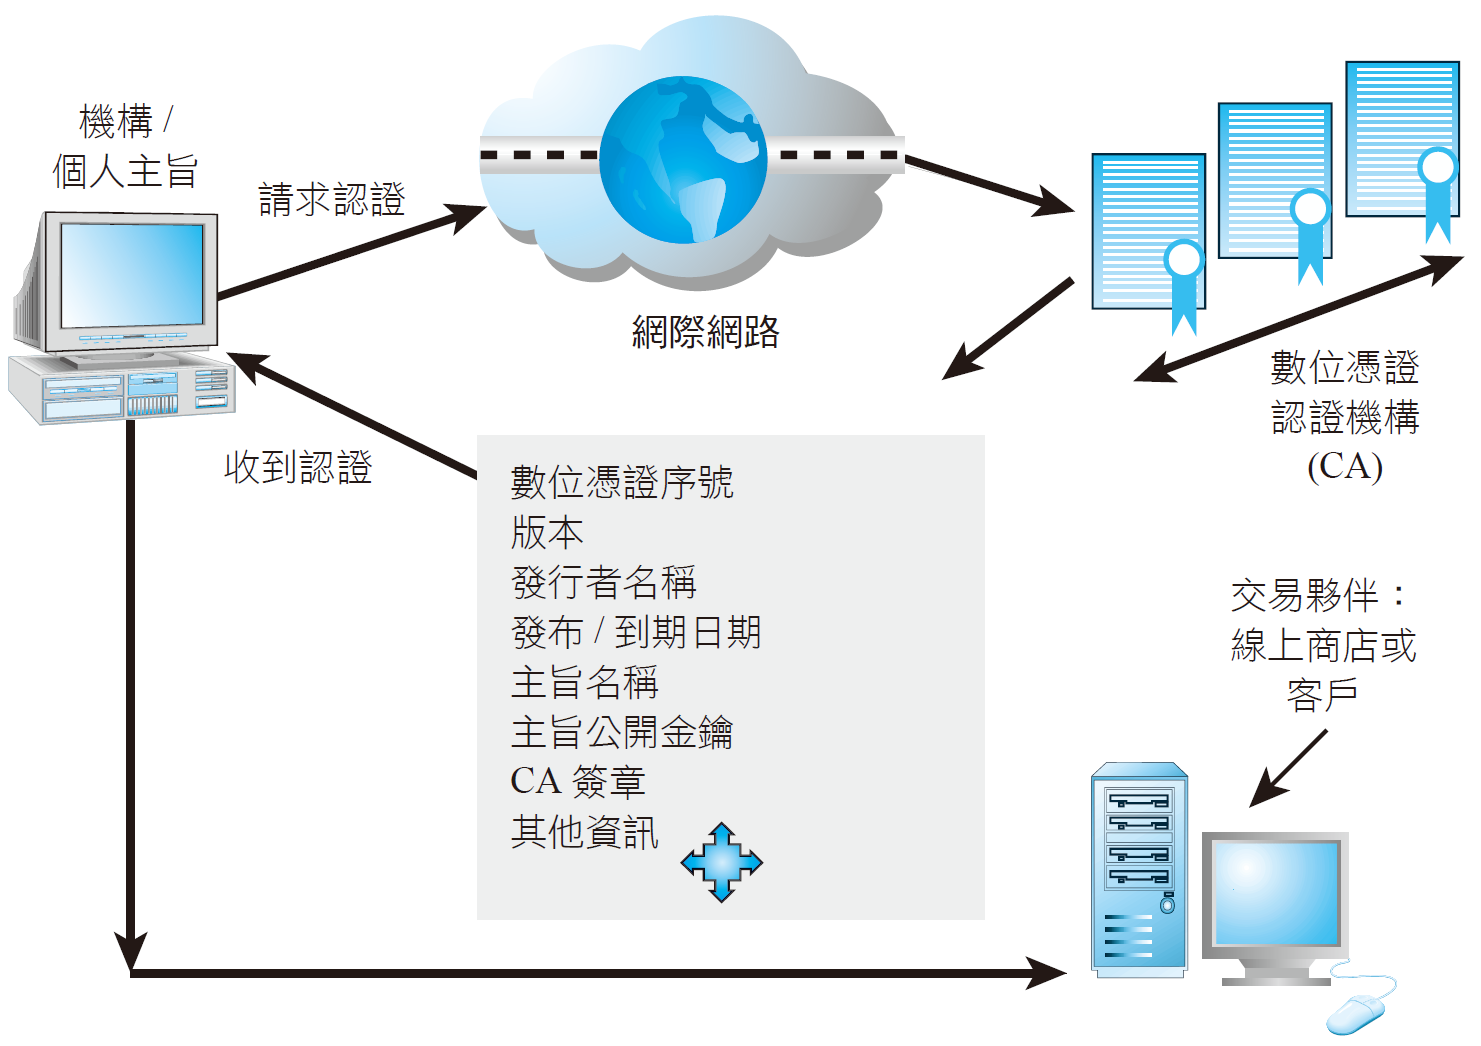 機構 /
個人主旨
請求認證
網際網路
數位憑證
認證機構
(CA)
收到認證
數位憑證序號
版本
發行者名稱
發布 / 到期日期
主旨名稱
主旨公開金鑰
CA 簽章
其他資訊
交易夥伴：
線上商店或
客戶